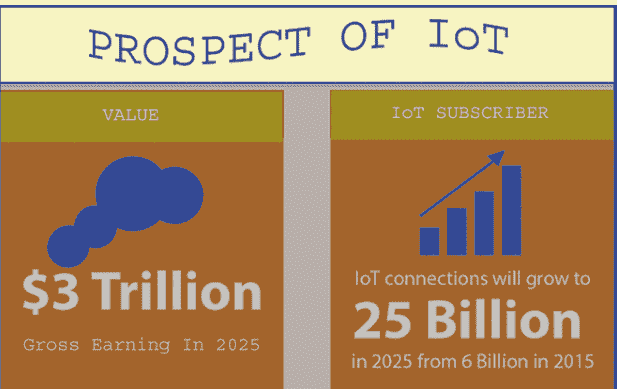 PROSPECT OF IoT
VALUE
$3 Trillion
Gross Earning In 2025
IoT SUBSCRIBER
IoT connections will grow to
25 Billion
in 2025 from 6 Billion in 2015